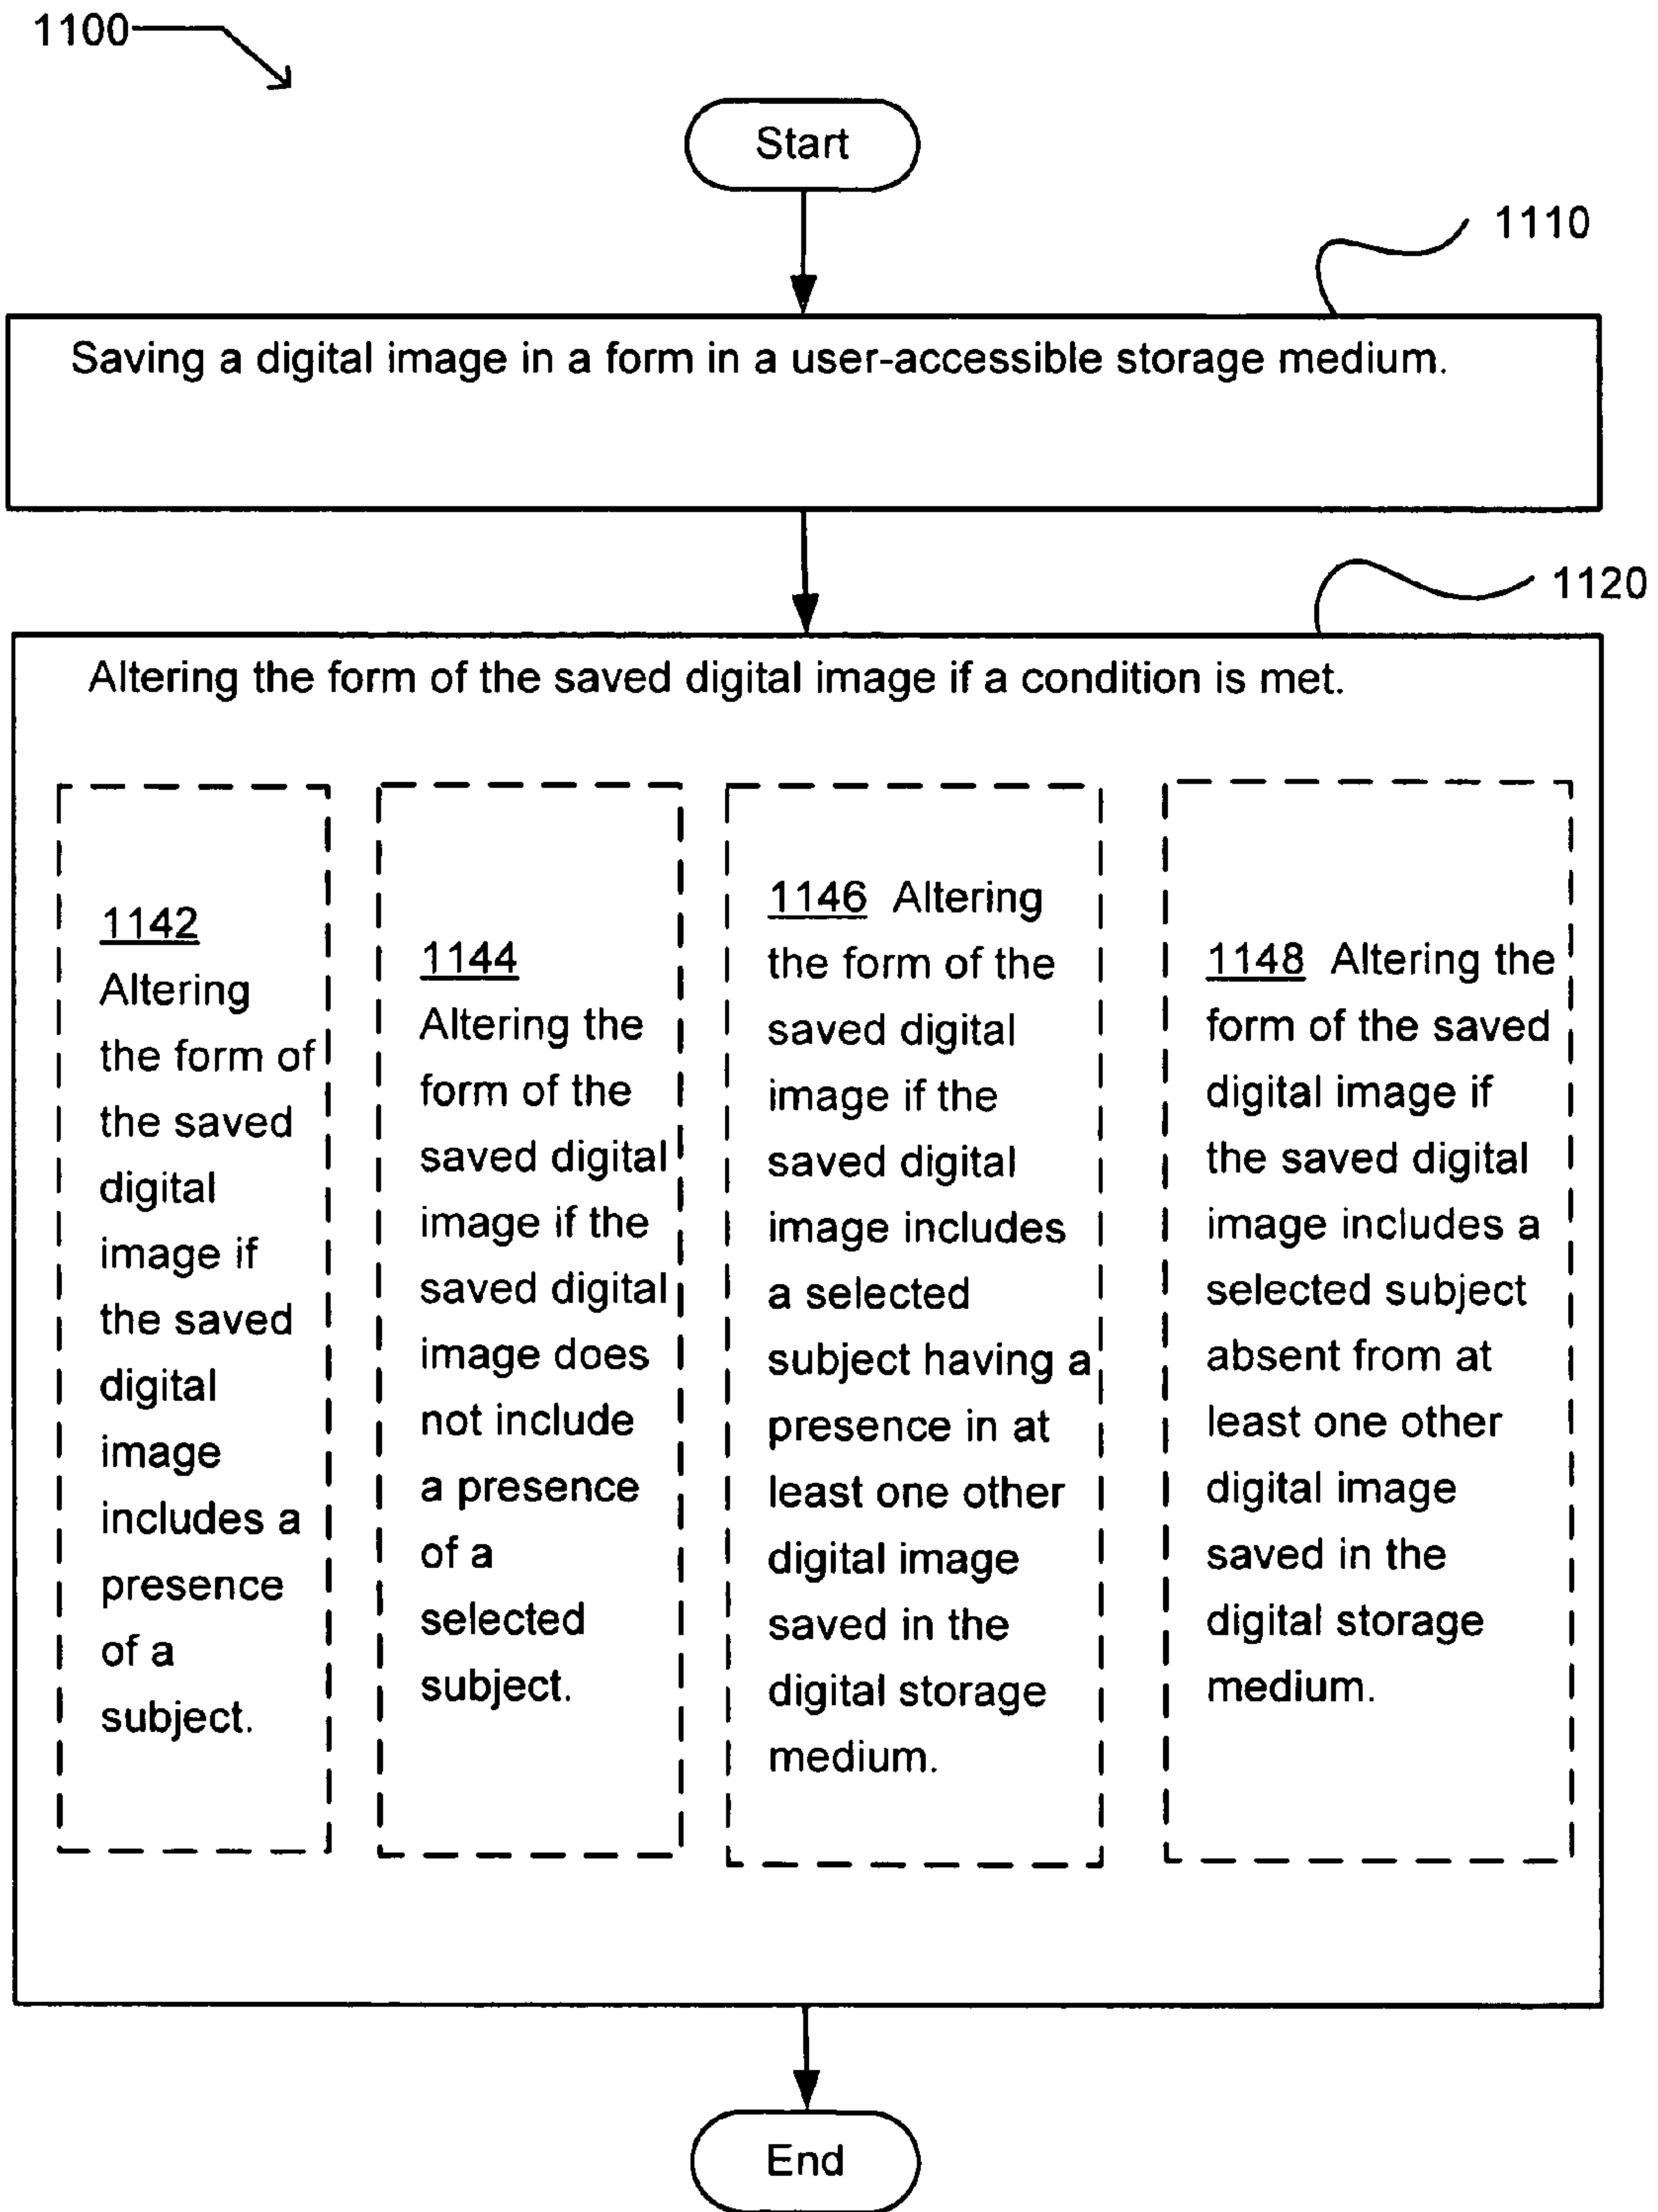 1100
Start
1110
Saving a digital image in a form in a user-accessible storage medium.
1120
Altering the form of the saved digital image if a condition is met.
1142
Altering
the form of
the saved
digital
image if
the saved
digital
image
includes a
presence
of a
subject.
1144
Altering the
form of the
saved digital
image if the
saved digital
image does
not include
a presence
of a
selected
subject.
1146 Altering
the form of the
saved digital
image if the
saved digital
image includes
a selected
subject having a
presence in at
least one other
digital image
saved in the
digital storage
medium.
1148 Altering the
form of the saved
digital image if
the saved digital
image includes a
selected subject
absent from at
least one other
digital image
saved in the
digital storage
medium.
End